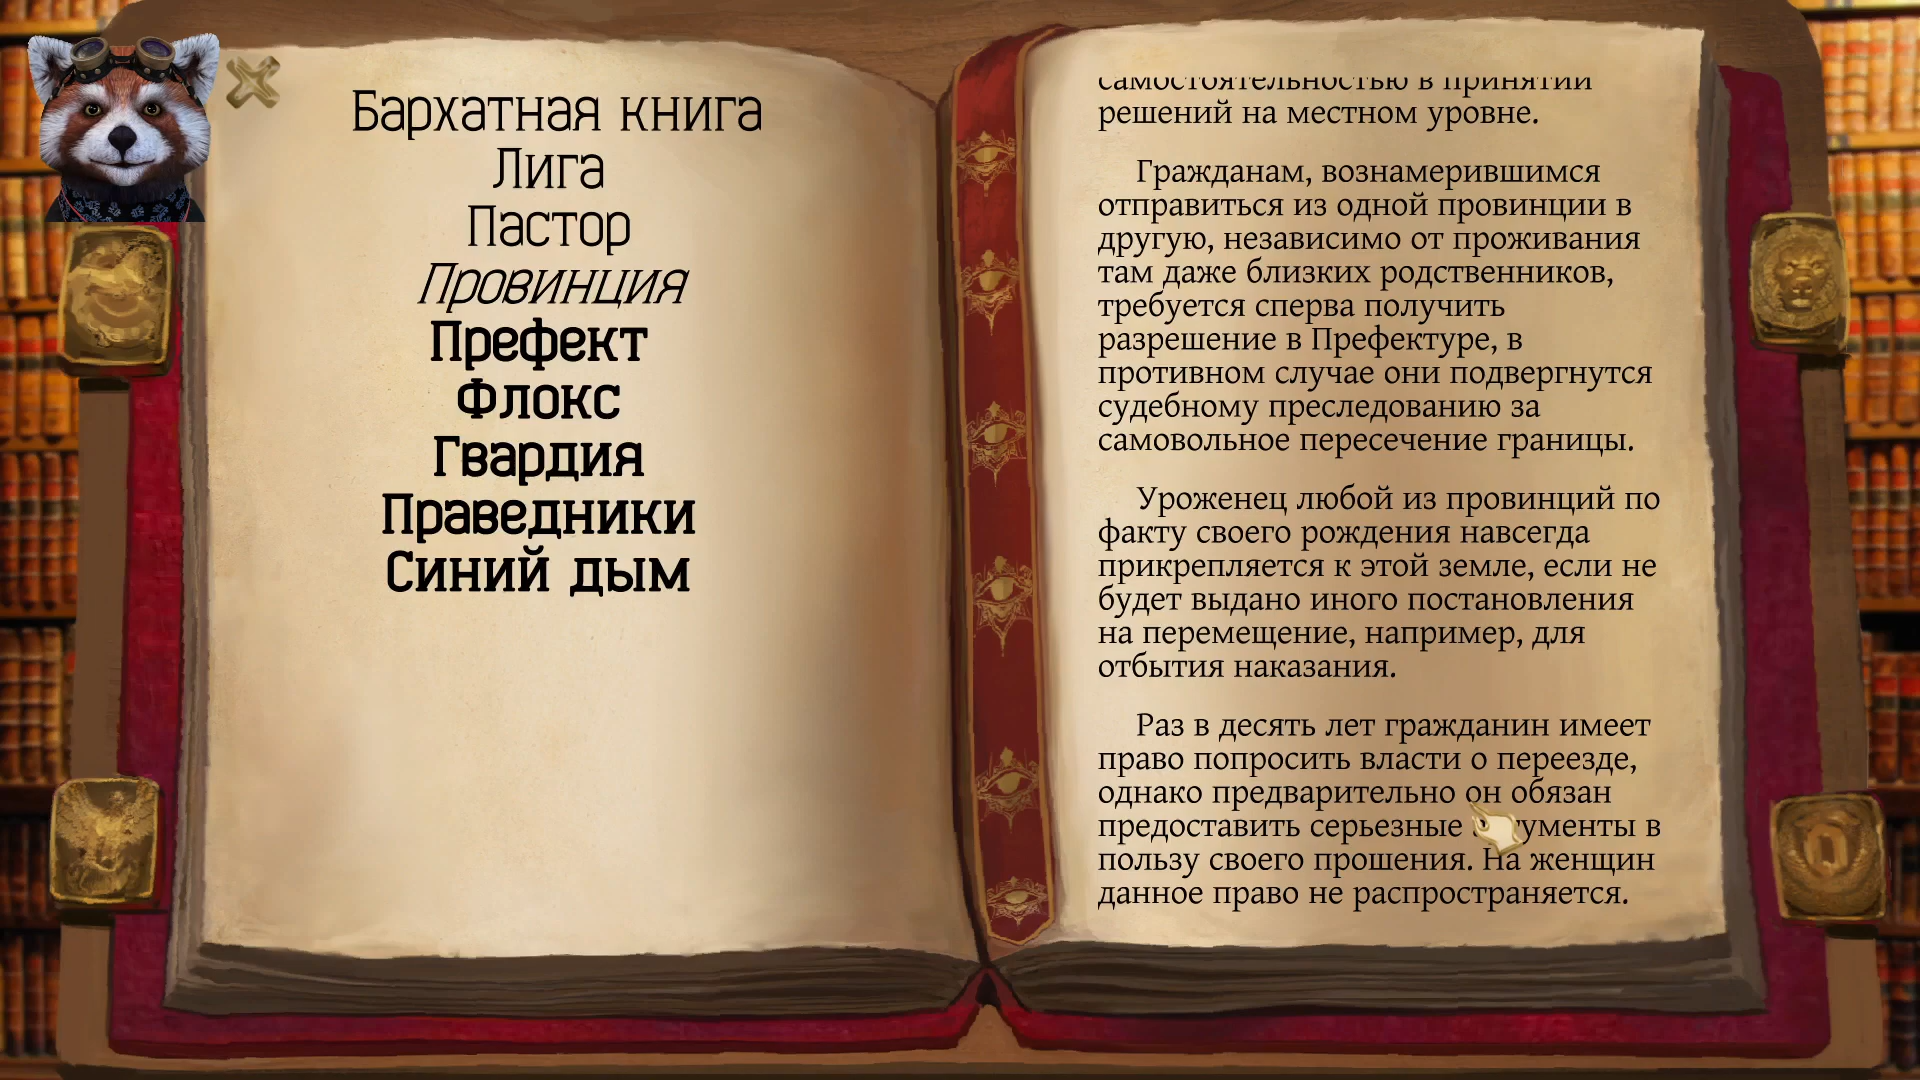 Бархатная книга
Лига
Пастор
Провинция
Префект
Флокс
Гвардия
Праведники
Синий дым
самостоятельностью в принятии
решений на местном уровне.
Гражданам, вознамерившимся
отправиться из одной провинции в
другую, независимо от проживания
там даже близких родственников,
требуется сперва получить
разрешение в Префектуре, в
противном случае они подвергнутся
судебному преследованию за
самовольное пересечение границы.
Уроженец любой из провинций по
факту своего рождения навсегда
прикрепляется к этой земле, если не
будет выдано иного постановления
на перемещение, например, для
отбытия наказания.
Раз в десять лет гражданин имеет
право попросить власти о переезде,
однако предварительно он обязан
предоставить серьезные в
пользу своего прошения. На женщин
данное право не распространяется.